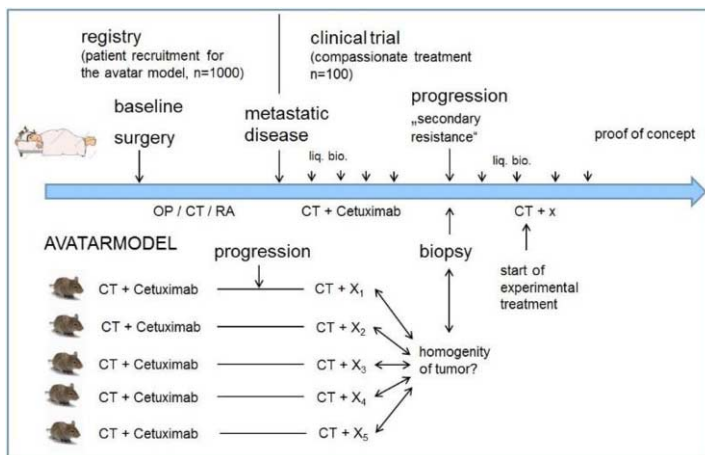 registry
(patient recruitment for
the avatar model, n=1000)
clinical trial
(compassionate treatment
n=100)
baseline
surgery
metastatic
disease
progression
„secondary
resistance“
proof of concept
liq. bio.
liq. bio.
OP / CT / RA
CT + Cetuximab
CT + x
AVATARMODEL
progression
biopsy
start of
experimental
treatment
CT + Cetuximab
CT + X1
CT + Cetuximab
CT + X2
CT + Cetuximab
CT + X3
homogenity
of tumor?
CT + Cetuximab
CT + X4
CT + Cetuximab
CT + X5